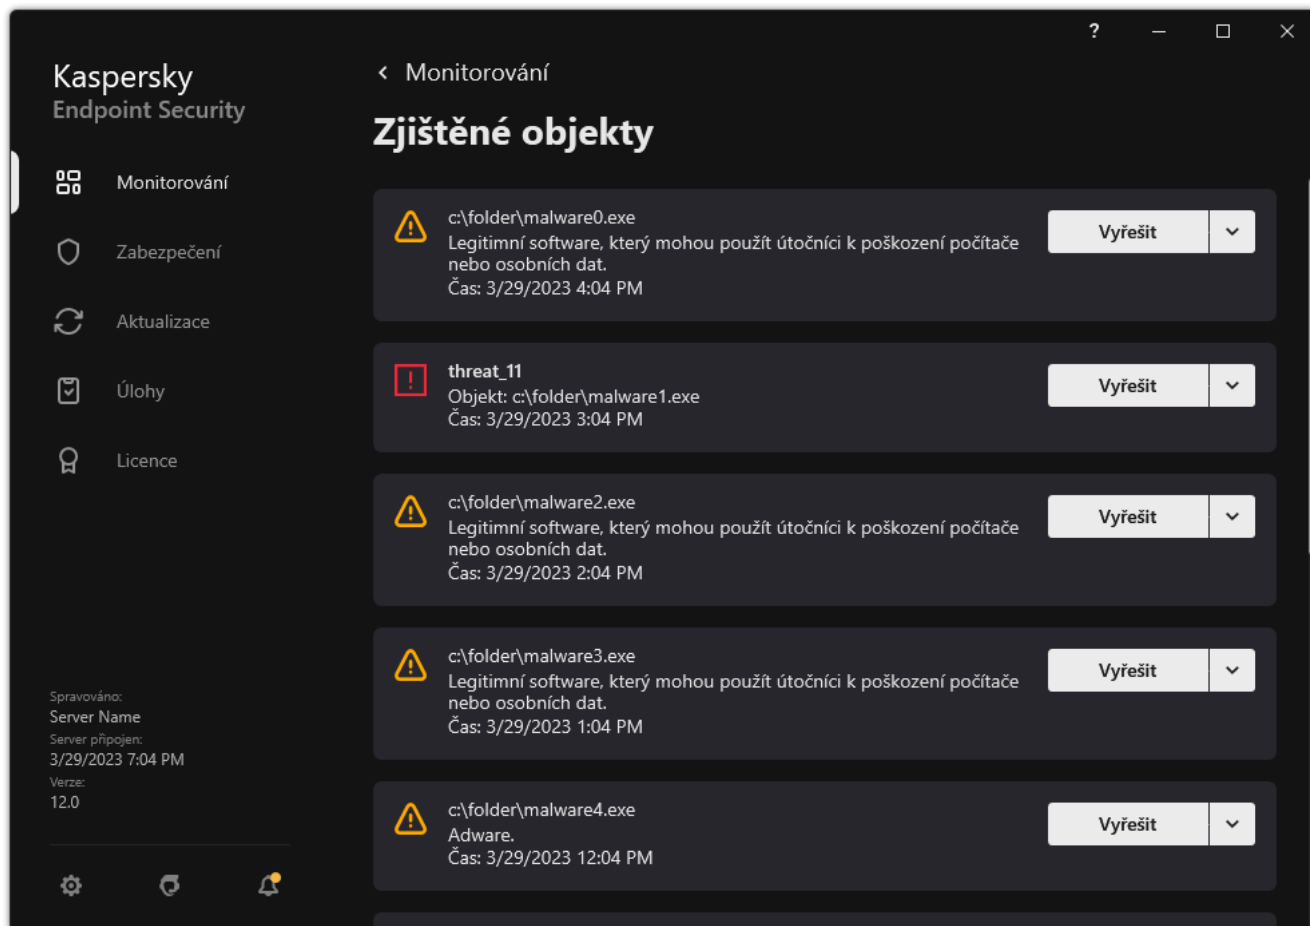 ?
Kaspersky
Endpoint Security
Monitorování
Zabezpečení
Aktualizace
Úlohy
Licence
Spravováno:
Server Name
Server připojen:
3/29/2023 7:04 PM
Verze:
12.0
Monitorování
Zjištěné objekty
c:\folder\malware0.exe
Legitimní software, který mohou použít útočníci k poškození počítače
nebo osobních dat.
Čas: 3/29/2023 4:04 PM
Vyřešit
threat_11
Objekt: c:\folder\malware1.exe
Čas: 3/29/2023 3:04 PM
Vyřešit
c:\folder\malware2.exe
Legitimní software, který mohou použít útočníci k poškození počítače
nebo osobních dat.
Čas: 3/29/2023 2:04 PM
Vyřešit
c:\folder\malware3.exe
Legitimní software, který mohou použít útočníci k poškození počítače
nebo osobních dat.
Čas: 3/29/2023 1:04 PM
Vyřešit
c:\folder\malware4.exe
Adware.
Čas: 3/29/2023 12:04 PM
Vyřešit